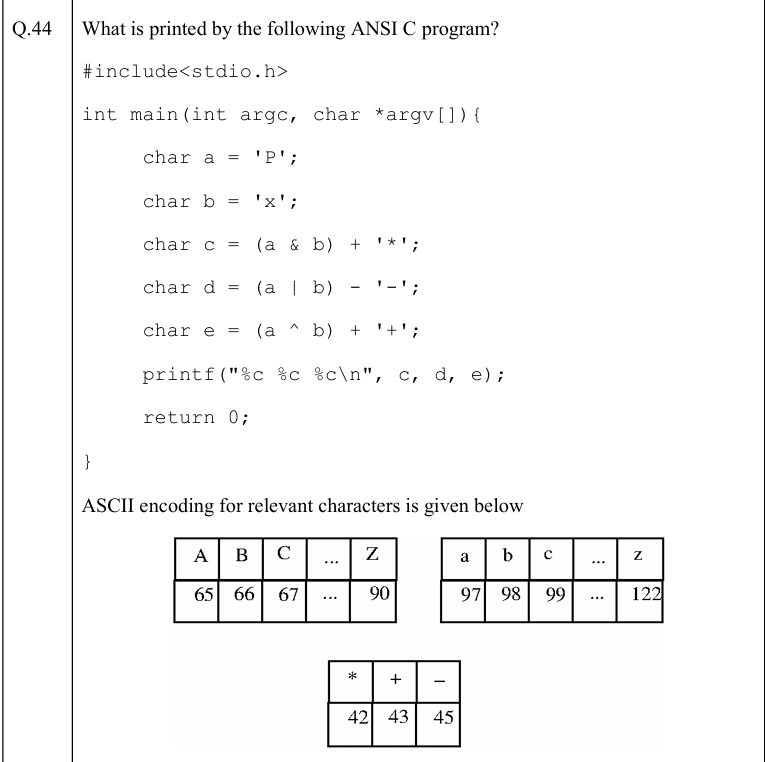 Q.44 What is printed by the following ANSI C program?
#include<stdio.h>
int main(int argc, char *argv[]){
char a = 'P';
char b = 'x';
char c = (a & b) + '*';
char d = (a | b) - '-';
char e = (a ^ b) + '+';
printf("%c %c %c\n", c, d, e);
return 0;
}
ASCII encoding for relevant characters is given below
A B C ... Z a b c ... z
65 66 67 ... 90 97 98 99 ... 122
* + −
42 43 45